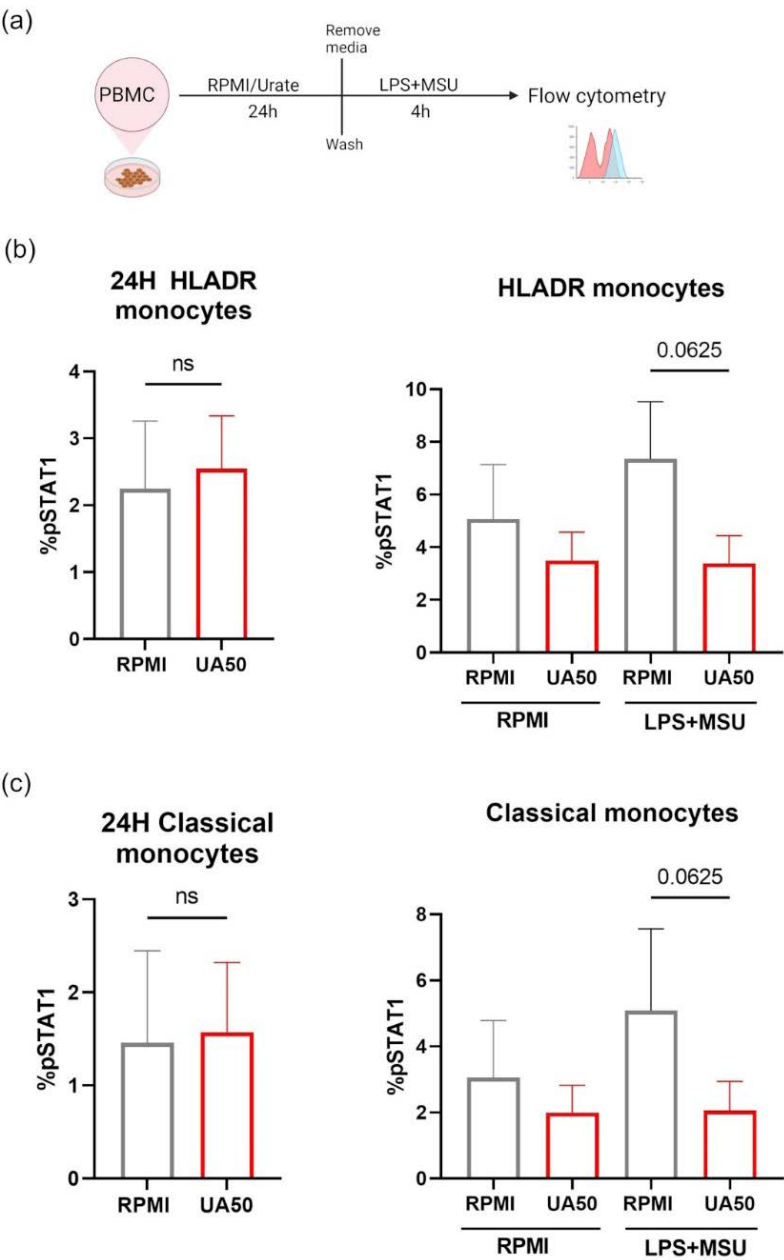 (a)
PBMC
RPMI/Urate
24h
Remove
media
Wash
LPS+MSU
4h
Flow cytometry
(b)
24H HLADR
monocytes
ns
%pSTAT1
4
3
2
1
0
RPMI UA50
HLADR monocytes
0.0625
%pSTAT1
10
8
6
4
2
0
RPMI UA50 RPMI UA50
RPMI LPS+MSU
(c)
24H Classical
monocytes
ns
%pSTAT1
3
2
1
0
RPMI UA50
Classical monocytes
0.0625
%pSTAT1
8
6
4
2
0
RPMI UA50 RPMI UA50
RPMI LPS+MSU